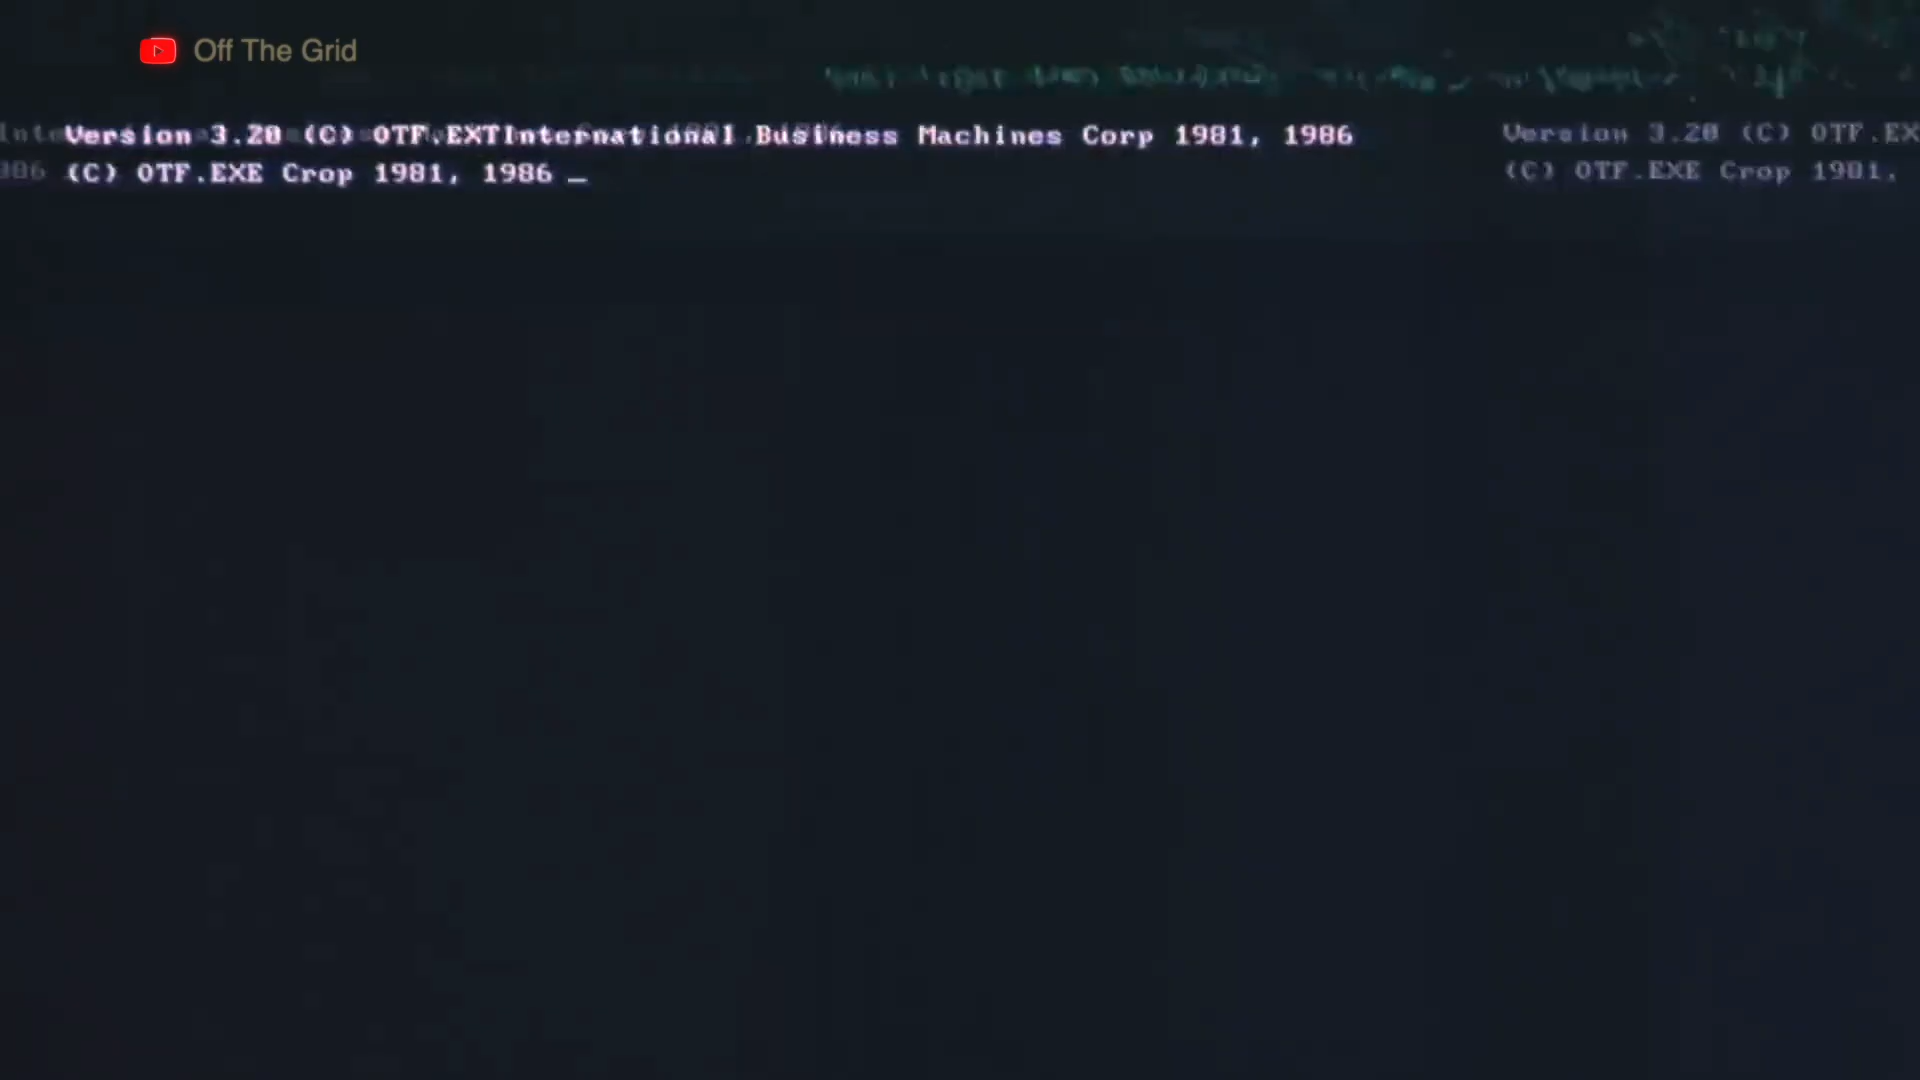 Off The Grid
Version 3.20 (C) OTF.EXTInternational Business Machines Corp 1981, 1986
(C) OTF.EXE Crop 1981, 1986 _
Version 3.20 (C) OTF.EX
(C) OTF.EXE Crop 1981,